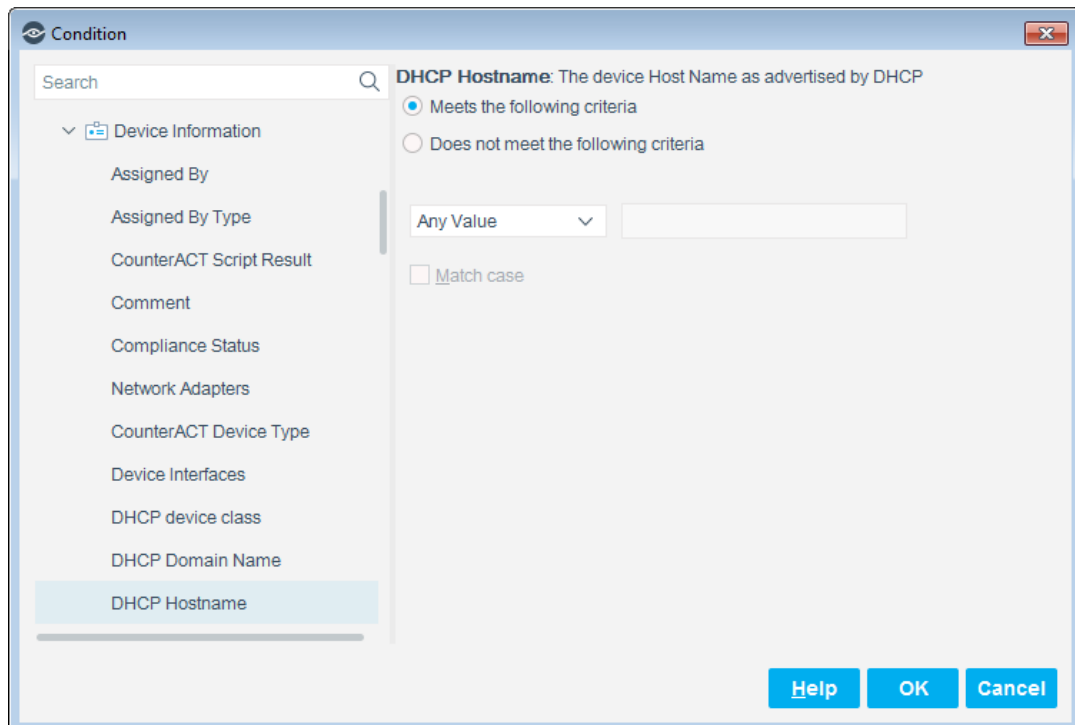 Condition
Search
Device Information
Assigned By
Assigned By Type
CounterACT Script Result
Comment
Compliance Status
Network Adapters
CounterACT Device Type
Device Interfaces
DHCP device class
DHCP Domain Name
DHCP Hostname
DHCP Hostname: The device Host Name as advertised by DHCP
Meets the following criteria
Does not meet the following criteria
Any Value
Match case
Help
OK
Cancel